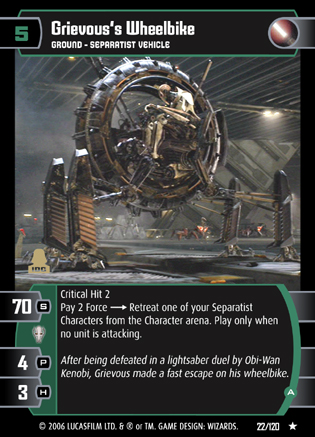 5
Grievous's Wheelbike
GROUND - SEPARATIST VEHICLE
IDG
70 S
Critical Hit 2
Pay 2 Force → Retreat one of your Separatist
Characters from the Character arena. Play only when
no unit is attacking.
4 P
After being defeated in a lightsaber duel by Obi-Wan
Kenobi, Grievous made a fast escape on his wheelbike.
3 H
A
© 2006 LUCASFILM LTD. & ® or TM. GAME DESIGN: WIZARDS.
22/120 ★